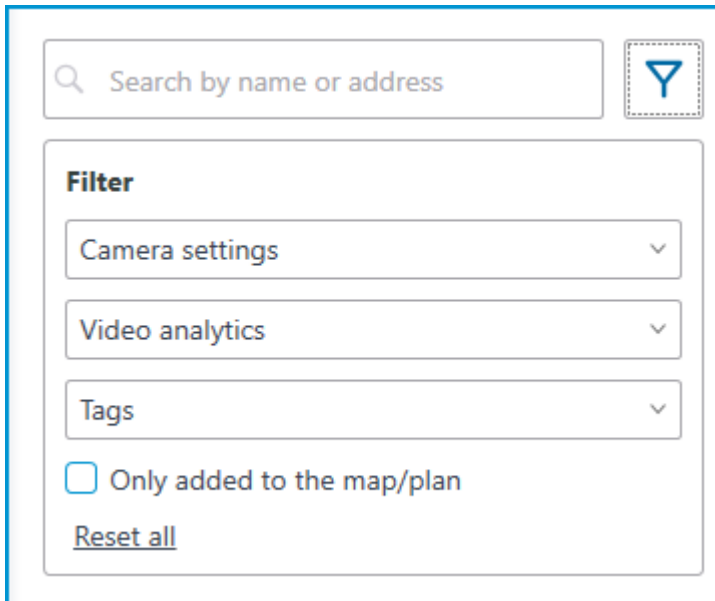 Search by name or address
Filter
Camera settings
Video analytics
Tags
Only added to the map/plan
Reset all